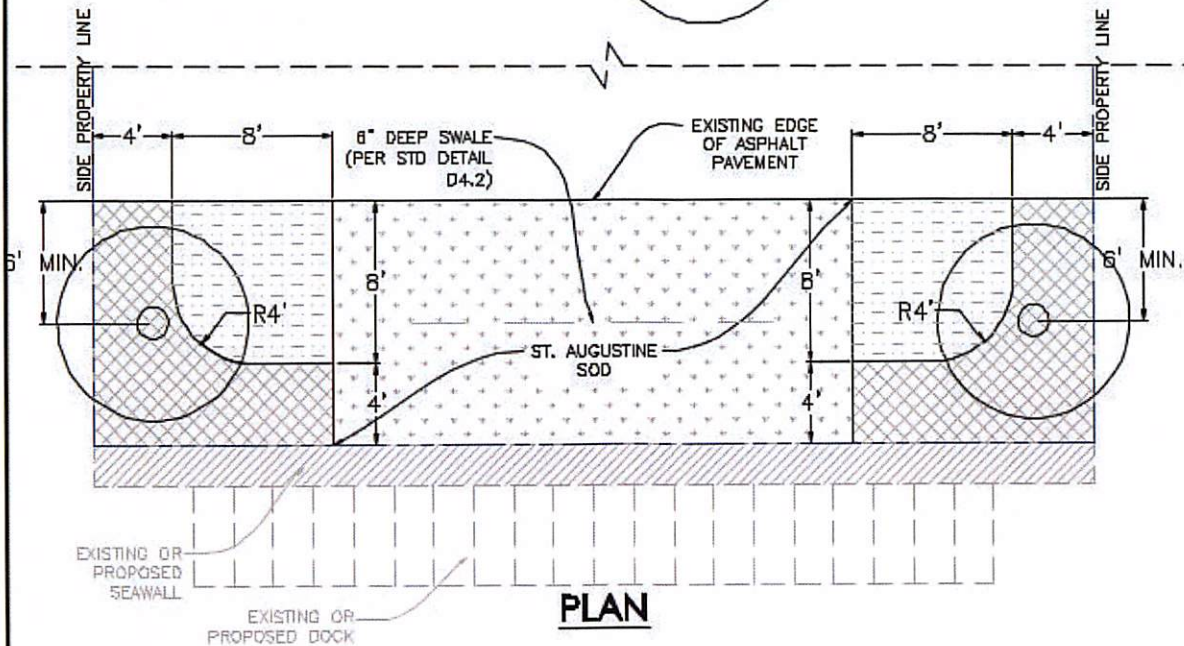 SIDE PROPERTY LINE
SIDE PROPERTY LINE
4'
8'
6" DEEP SWALE
(PER STD DETAIL
D4.2)
EXISTING EDGE
OF ASPHALT
PAVEMENT
8'
4'
6' MIN.
8'
8'
6' MIN.
R4'
R4'
ST. AUGUSTINE
SOD
4'
4'
EXISTING OR
PROPOSED
SEAWALL
EXISTING OR
PROPOSED DOCK
PLAN